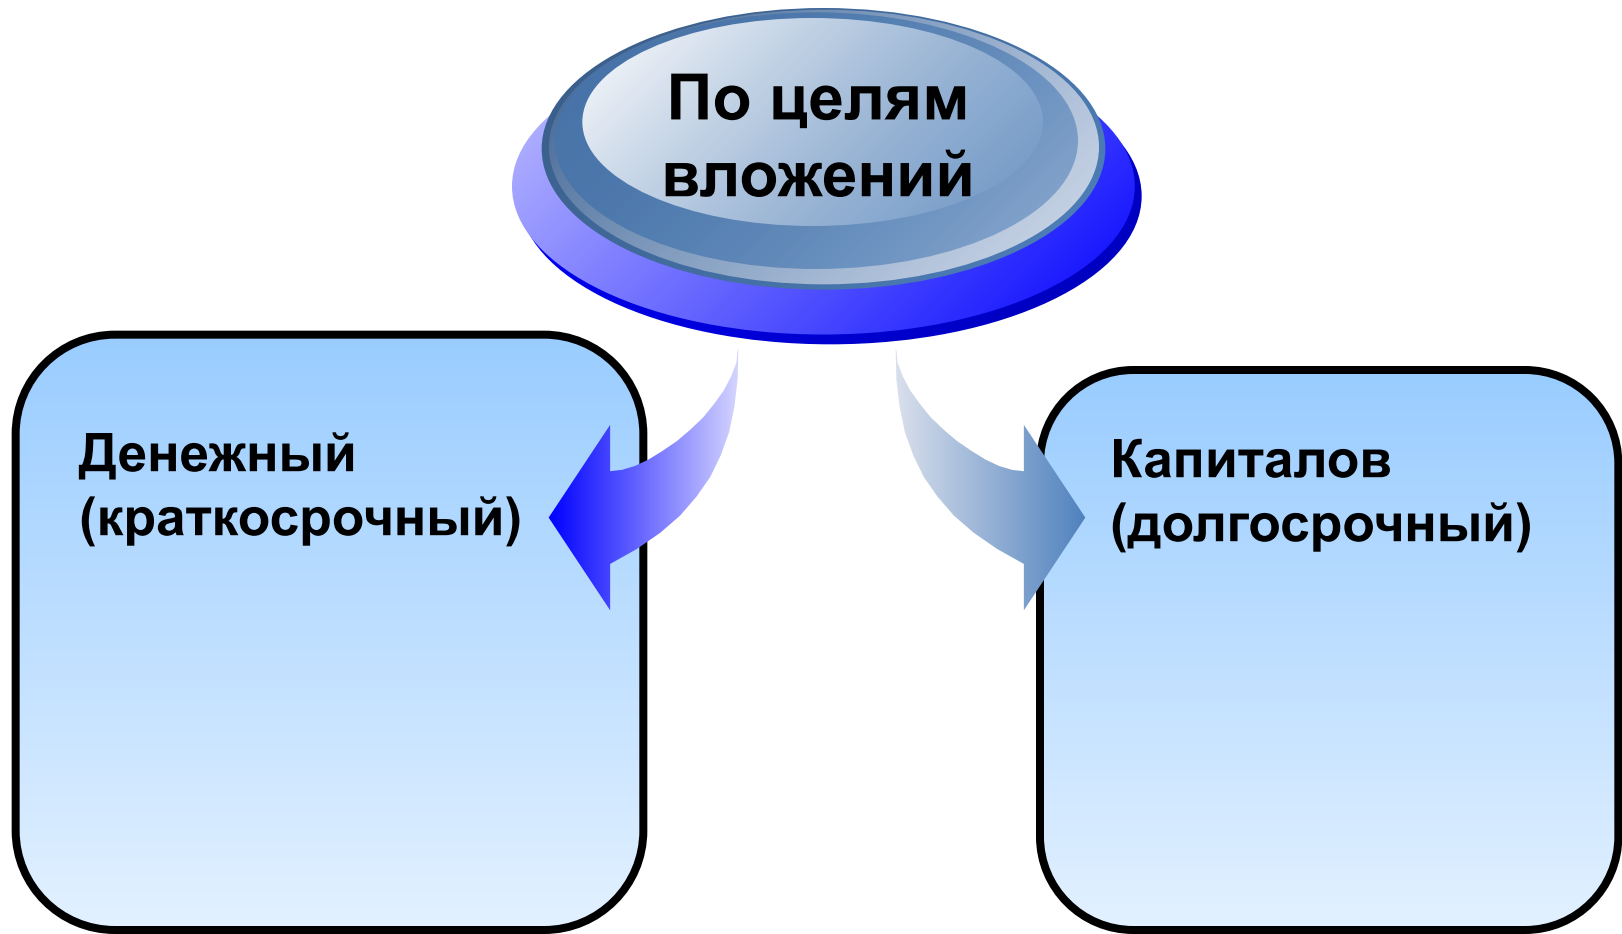 По целям
вложений
Денежный
(краткосрочный)
Капиталов
(долгосрочный)